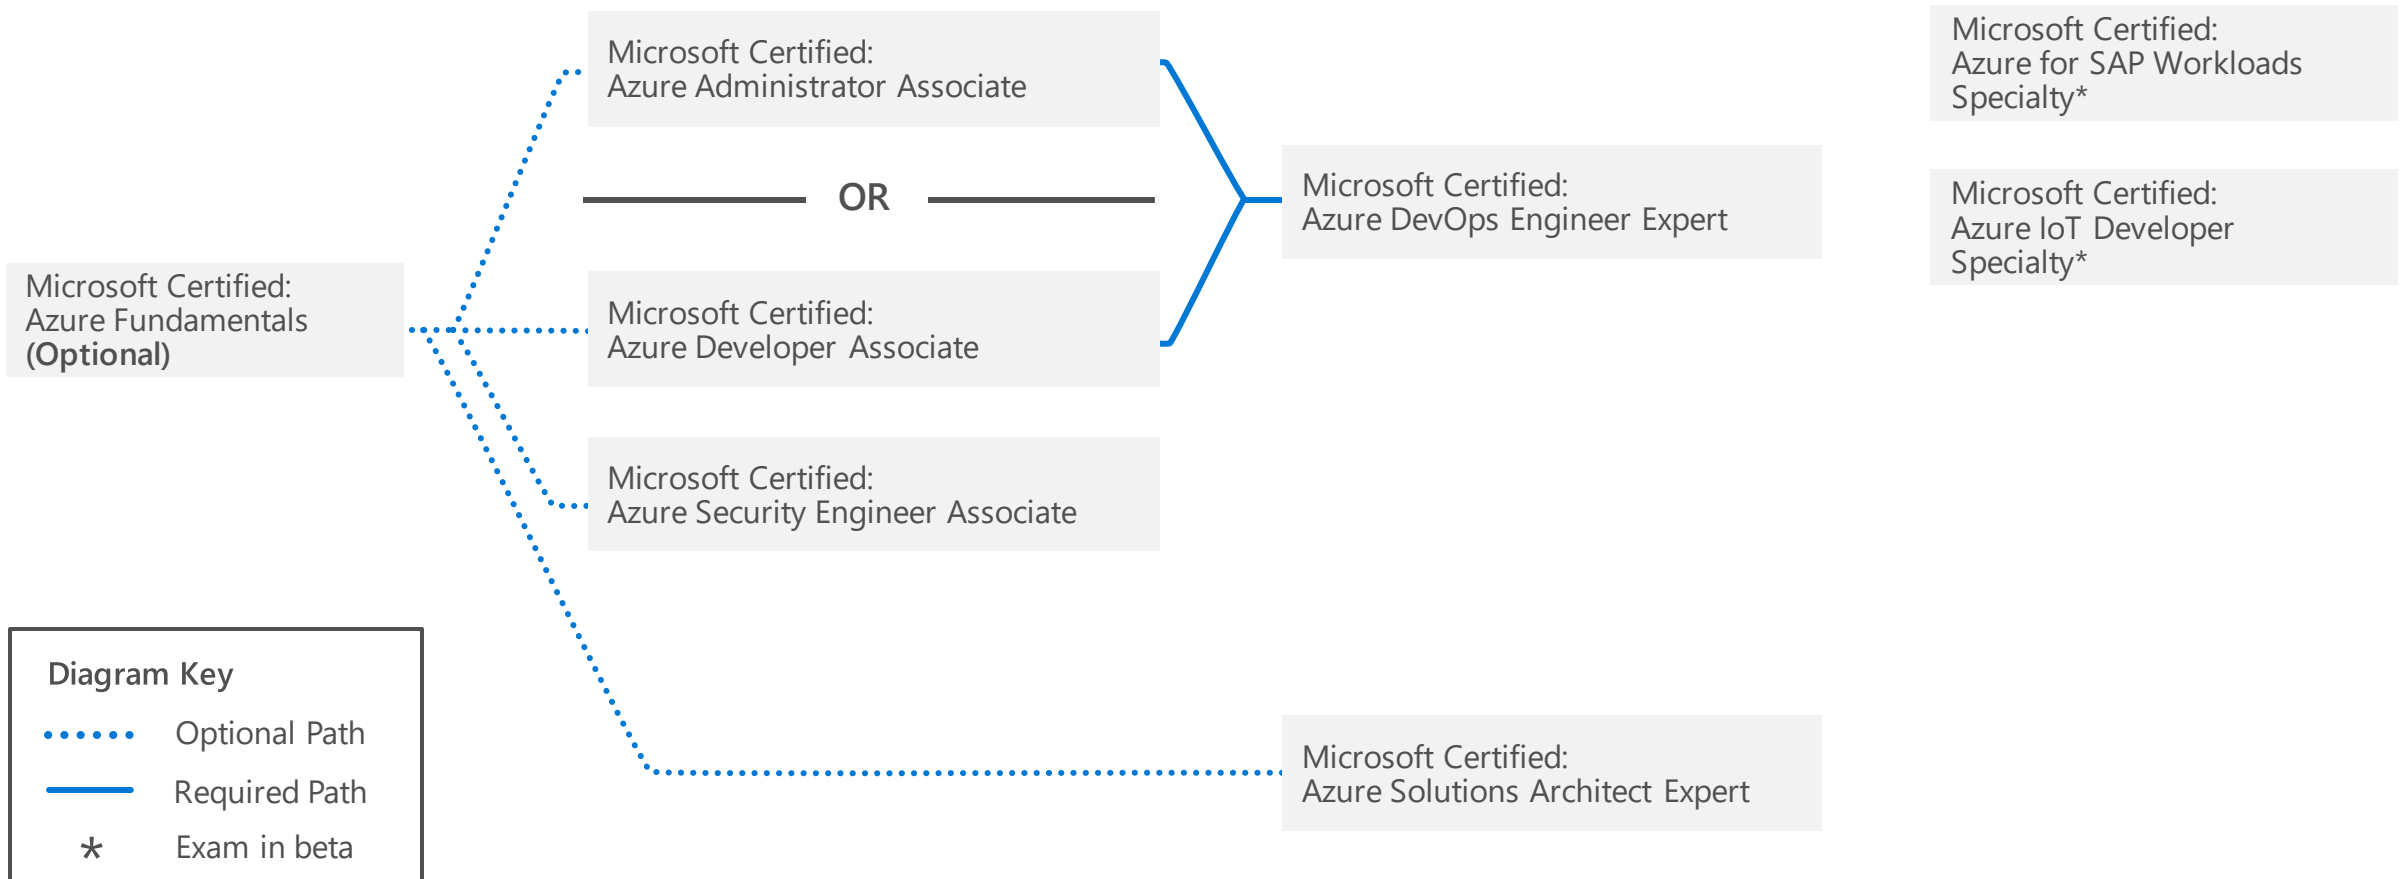 Microsoft Certified:
Azure Fundamentals
(Optional)
Microsoft Certified:
Azure Administrator Associate
OR
Microsoft Certified:
Azure Developer Associate
Microsoft Certified:
Azure Security Engineer Associate
Microsoft Certified:
Azure DevOps Engineer Expert
Microsoft Certified:
Azure Solutions Architect Expert
Microsoft Certified:
Azure for SAP Workloads
Specialty*
Microsoft Certified:
Azure IoT Developer
Specialty*
Diagram Key
Optional Path
Required Path
* Exam in beta